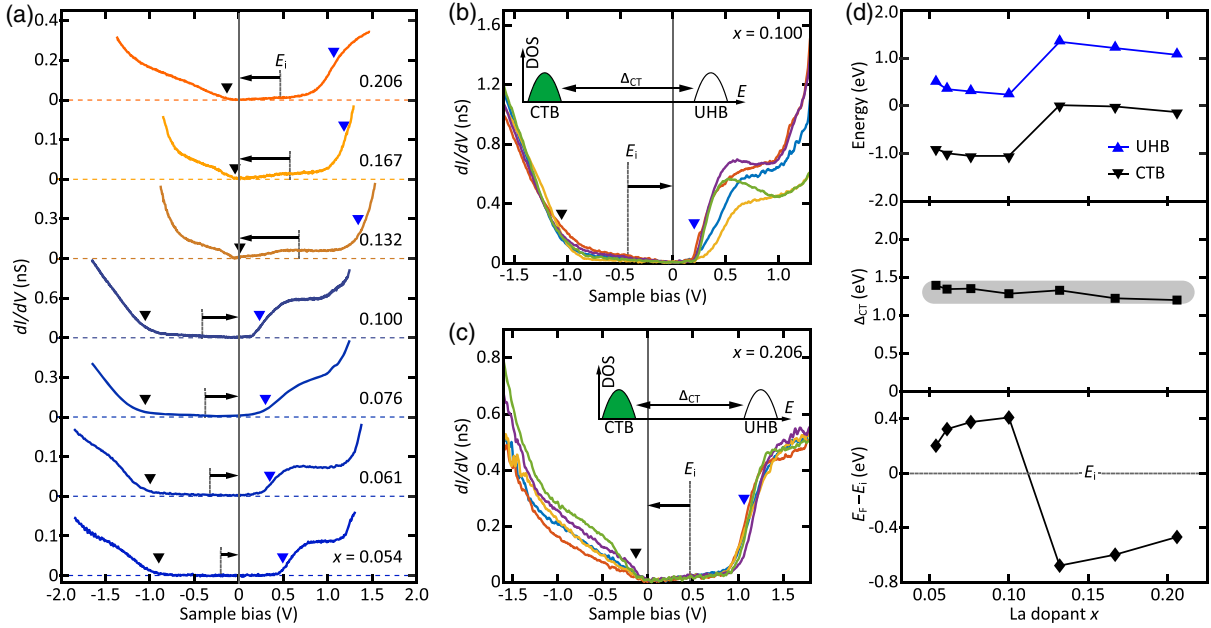 (a)
0.4
0
0.1
0
0.3
0
0.6
0
0.3
0
0.1
0
0.1
0
dI/dV (nS)
Ei
0.206
0.167
0.132
0.100
0.076
0.061
x = 0.054
-2.0 -1.5 -1.0 -0.5 0 0.5 1.0 1.5 2.0
Sample bias (V)
(b)
x = 0.100
1.6
1.2
0.8
0.4
0
dI/dV (nS)
DOS
ΔCT
E
CTB
UHB
Ei
-1.5 -1.0 -0.5 0 0.5 1.0
Sample bias (V)
(c)
x = 0.206
0.8
0.6
0.4
0.2
0
dI/dV (nS)
DOS
ΔCT
E
CTB
UHB
Ei
-1.5 -1.0 -0.5 0 0.5 1.0 1.5
Sample bias (V)
(d)
2.0
1.0
0
-1.0
-2.0
Energy (eV)
UHB
CTB
2.5
2.0
1.5
1.0
0.5
0
ΔCT (eV)
0.4
0
-0.4
-0.8
EF−Ei (eV)
Ei
0.05 0.10 0.15 0.20
La dopant x